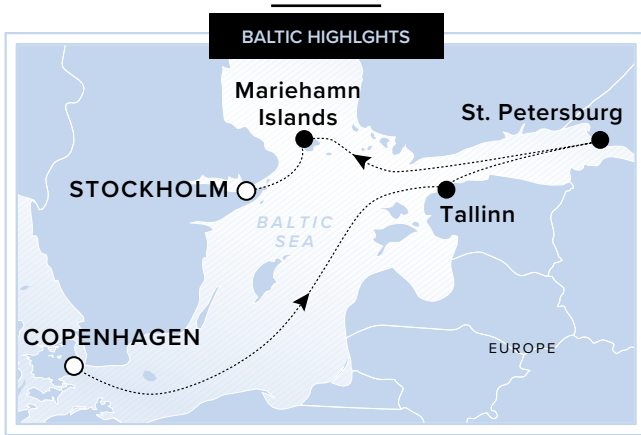 BALTIC HIGHLGHTS
Mariehamn
Islands
St. Petersburg
STOCKHOLM
Tallinn
BALTIC
SEA
COPENHAGEN
EUROPE